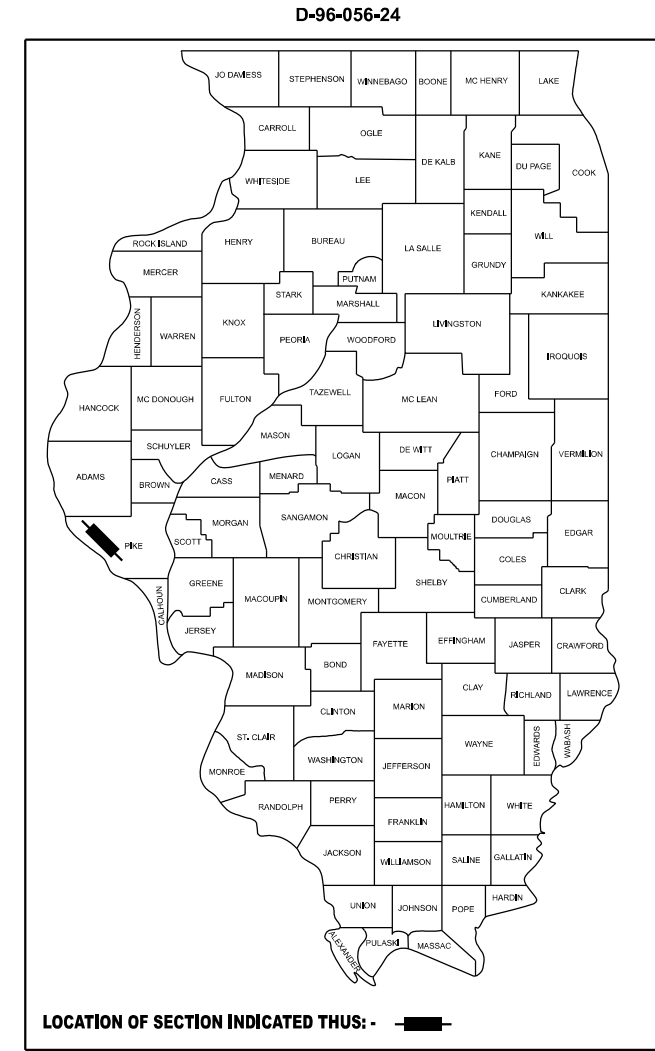 D-96-056-24
JO DAVIESS
STEPHENSON
WINNEBAGO
BOONE
MC HENRY
LAKE
CARROLL
OGLE
DE KALB
KANE
DU PAGE
COOK
WHITESIDE
LEE
KENDALL
WILL
ROCK ISLAND
HENRY
BUREAU
LA SALLE
GRUNDY
MERCER
PUTNAM
STARK
MARSHALL
KANKAKEE
HENDERSON
WARREN
KNOX
PEORIA
WOODFORD
LIVINGSTON
IROQUOIS
HANCOCK
MC DONOUGH
FULTON
TAZEWELL
MC LEAN
FORD
SCHUYLER
MASON
LOGAN
DE WITT
CHAMPAIGN
VERMILION
ADAMS
BROWN
CASS
MENARD
PIATT
MACON
MORGAN
SANGAMON
DOUGLAS
EDGAR
PIKE
SCOTT
CHRISTIAN
MOULTRIE
COLES
GREENE
MACOUPIN
MONTGOMERY
SHELBY
CUMBERLAND
CLARK
CALHOUN
JERSEY
FAYETTE
EFFINGHAM
JASPER
CRAWFORD
MADISON
BOND
CLAY
RICHLAND
LAWRENCE
CLINTON
MARION
ST. CLAIR
WAYNE
EDWARDS
WABASH
MONROE
WASHINGTON
JEFFERSON
RANDOLPH
PERRY
HAMILTON
WHITE
FRANKLIN
JACKSON
WILLIAMSON
SALINE
GALLATIN
UNION
JOHNSON
POPE
HARDIN
ALEXANDER
PULASKI
MASSAC
LOCATION OF SECTION INDICATED THUS: -